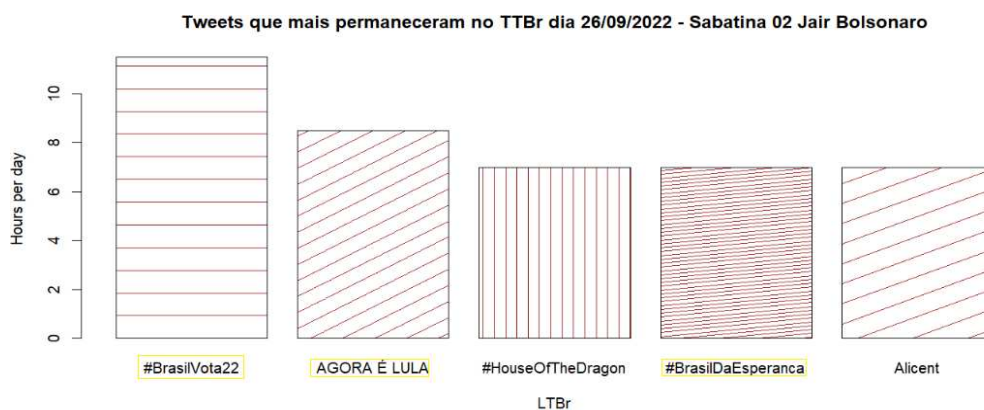 Tweets que mais permaneceram no TTBr dia 26/09/2022 - Sabatina 02 Jair Bolsonaro
10
8
6
4
2
0
Hours per day
#BrasilVota22 AGORA É LULA #HouseOfTheDragon #BrasilDaEsperanca Alicent
LTBr